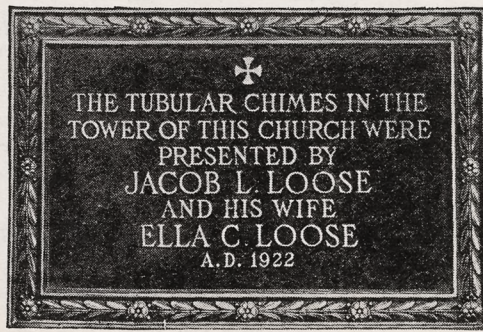 THE TUBULAR CHIMES IN THE
TOWER OF THIS CHURCH WERE
PRESENTED BY
JACOB L. LOOSE
AND HIS WIFE
ELLA C. LOOSE
A.D. 1922